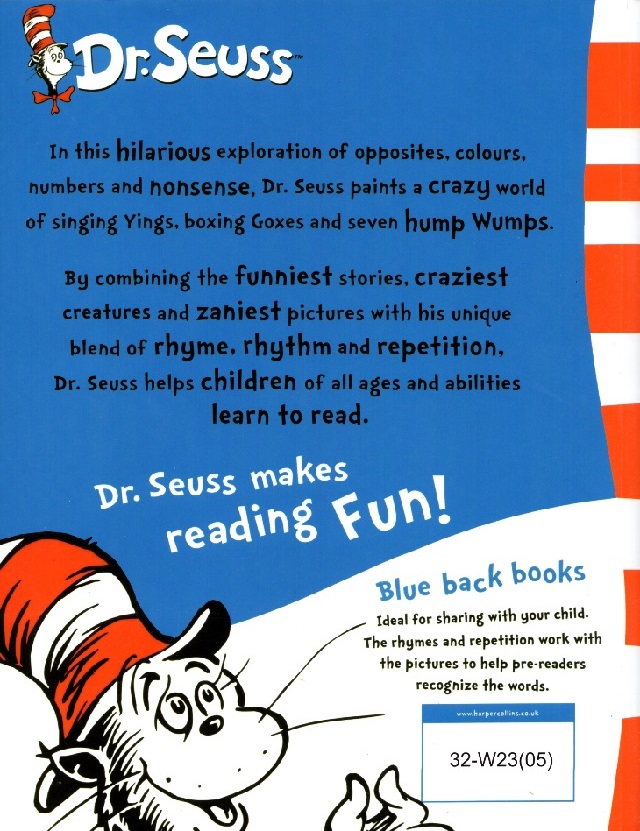 Dr. Seuss™
In this hilarious exploration of opposites, colours,
numbers and nonsense, Dr. Seuss paints a crazy world
of singing Yings, boxing Goxes and seven hump Wumps.
By combining the funniest stories, craziest
creatures and zaniest pictures with his unique
blend of rhyme, rhythm and repetition,
Dr. Seuss helps children of all ages and abilities
learn to read.
Dr. Seuss makes
reading Fun!
Blue back books
Ideal for sharing with your child.
The rhymes and repetition work with
the pictures to help pre-readers
recognize the words.
www.harpercollins.co.uk
32-W23(05)